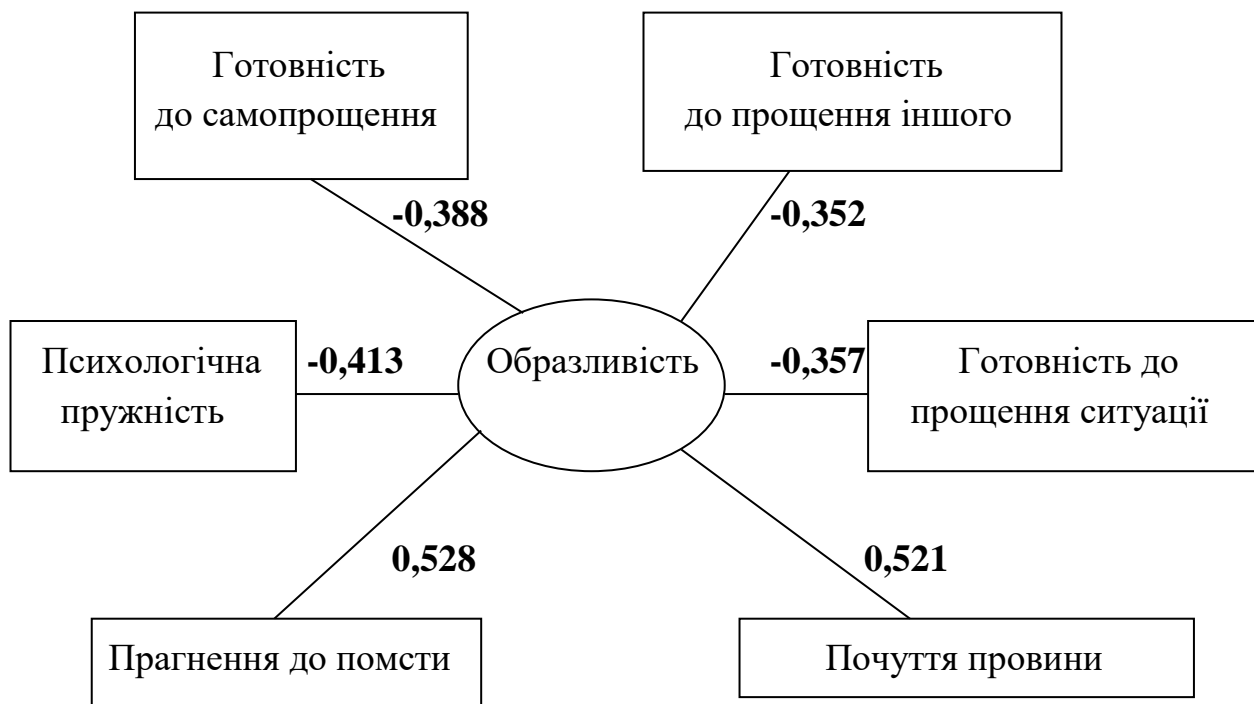 Готовність
до самопрощення
Готовність
до прощення іншого
-0,388
-0,352
Психологічна
пружність
-0,413
Образливість
-0,357
Готовність до
прощення ситуації
0,528
0,521
Прагнення до помсти
Почуття провини